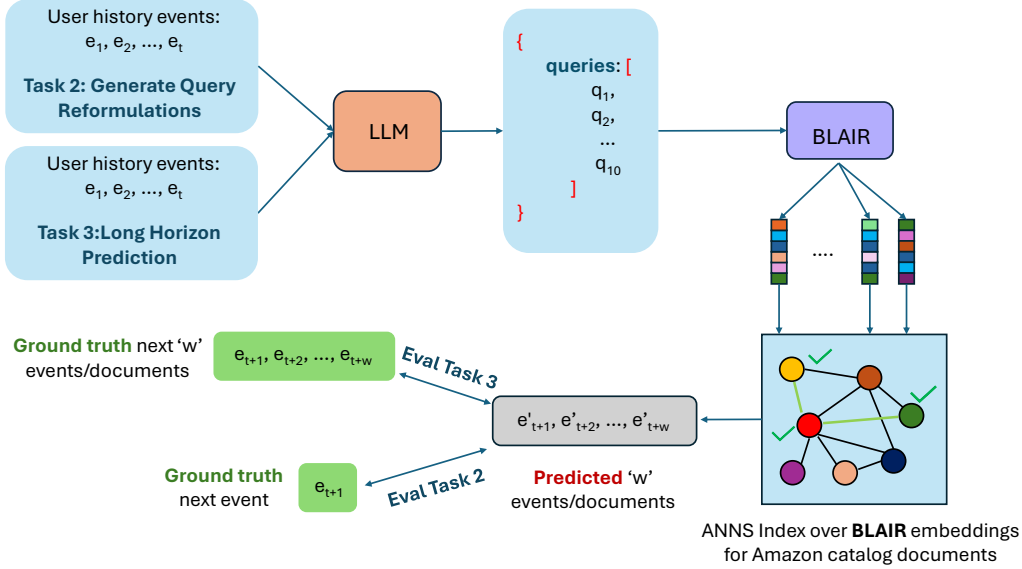 User history events:
e1, e2, ..., et
Task 2: Generate Query
Reformulations
User history events:
e1, e2, ..., et
Task 3:Long Horizon
Prediction
LLM
{
queries: [
q1,
q2,
...
q10
]
}
BLAIR
....
Ground truth next ‘w’
events/documents
et+1, et+2, ..., et+w
Eval Task 3
e't+1, e’t+2, ..., e’t+w
Ground truth
next event
et+1
Eval Task 2
Predicted ‘w’
events/documents
ANNS Index over BLAIR embeddings
for Amazon catalog documents